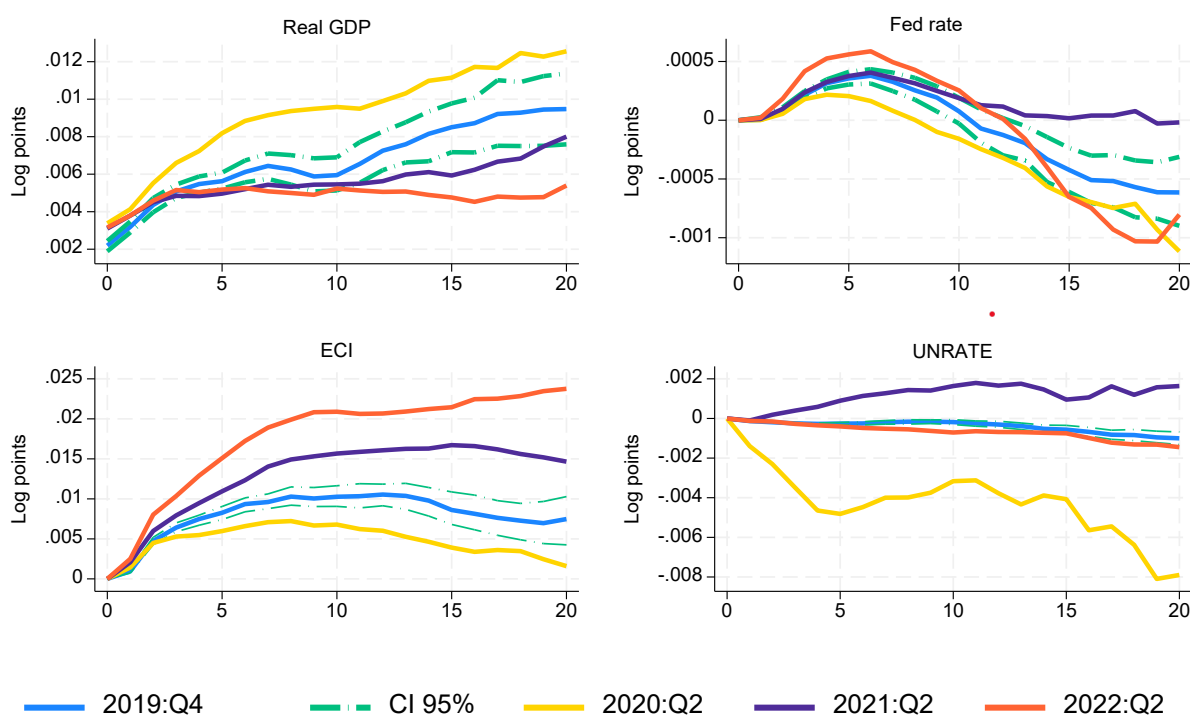 Real GDP
Log points
.012
.01
.008
.006
.004
.002
0 5 10 15 20
Fed rate
Log points
.0005
0
-.0005
-.001
0 5 10 15 20
ECI
Log points
.025
.02
.015
.01
.005
0
0 5 10 15 20
UNRATE
Log points
.002
0
-.002
-.004
-.006
-.008
0 5 10 15 20
2019:Q4 CI 95% 2020:Q2 2021:Q2 2022:Q2